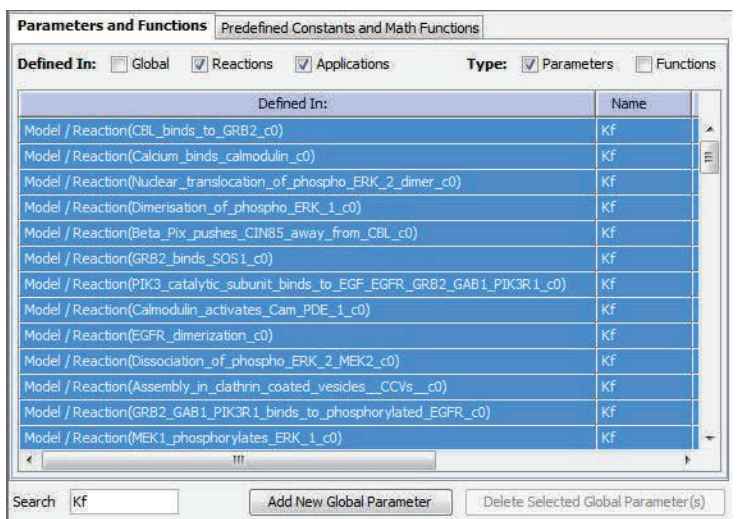 Parameters and Functions Predefined Constants and Math Functions
Defined In: Global Reactions Applications Type: Parameters Functions
Defined In: Name
Model / Reaction(CBL_binds_to_GRB2_c0) Kf
Model / Reaction(Calcium_binds_calmodulin_c0) Kf
Model / Reaction(Nuclear_translocation_of_phospho_ERK_2_dimer_c0) Kf
Model / Reaction(Dimerisation_of_phospho_ERK_1_c0) Kf
Model / Reaction(Beta_Pix_pushes_CIN85_away_from_CBL_c0) Kf
Model / Reaction(GRB2_binds_SOS1_c0) Kf
Model / Reaction(PIK3_catalytic_subunit_binds_to_EGF_EGFR_GRB2_GAB1_PIK3R1_c0) Kf
Model / Reaction(Calmodulin_activates_Cam_PDE_1_c0) Kf
Model / Reaction(EGFR_dimerization_c0) Kf
Model / Reaction(Dissociation_of_phospho_ERK_2_MEK2_c0) Kf
Model / Reaction(Assembly_in_clathrin_coated_vesicles__CCVs__c0) Kf
Model / Reaction(GRB2_GAB1_PIK3R1_binds_to_phosphorylated_EGFR_c0) Kf
Model / Reaction(MEK1_phosphorylates_ERK_1_c0) Kf
Search Kf Add New Global Parameter Delete Selected Global Parameter(s)